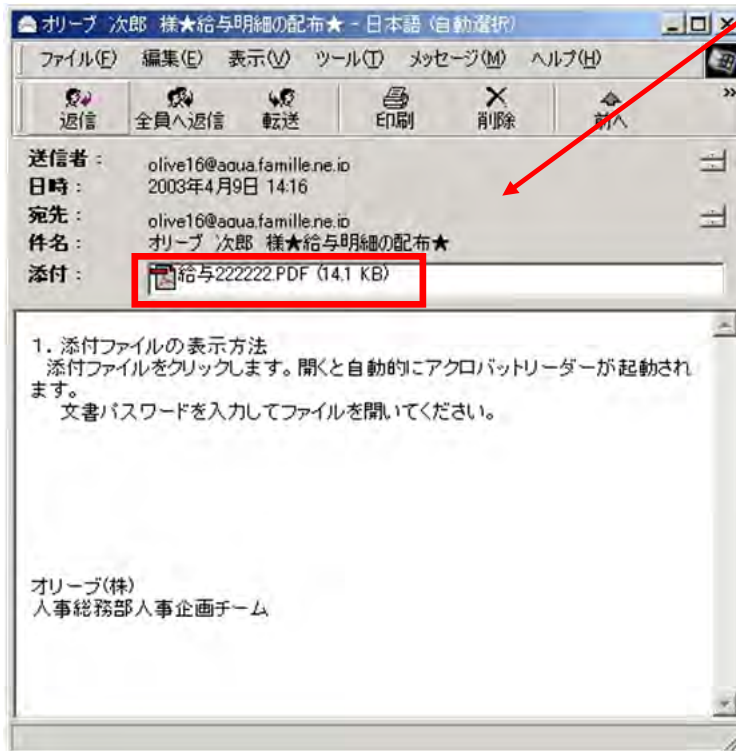 オリーブ 次郎 様★給与明細の配布★ - 日本語 (自動選択)
ファイル(F) 編集(E) 表示(V) ツール(T) メッセージ(M) ヘルプ(H)
返信 全員へ返信 転送 印刷 削除 前へ »
送信者: olive16@aqua.famille.ne.jp
日時: 2003年4月9日 14:16
宛先: olive16@aqua.famille.ne.jp
件名: オリーブ 次郎 様★給与明細の配布★
添付: 給与222222.PDF (14.1 KB)
1. 添付ファイルの表示方法
添付ファイルをクリックします。開くと自動的にアクロバットリーダーが起動され
ます。
文書パスワードを入力してファイルを開いてください。
オリーブ(株)
人事総務部人事企画チーム